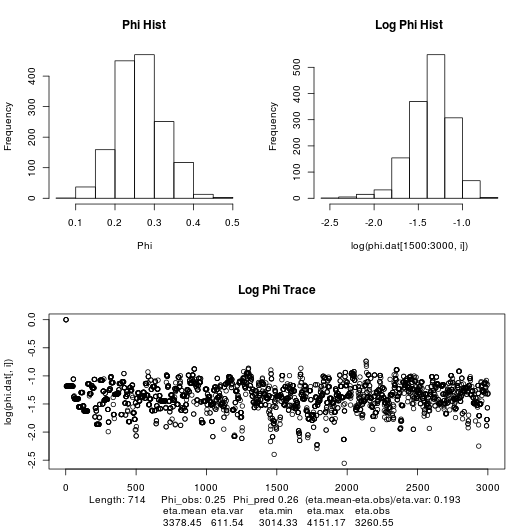 Phi Hist
Log Phi Hist
Frequency
0 100 200 300 400
0.1 0.2 0.3 0.4 0.5
Phi
Frequency
0 100 200 300 400 500
-2.5 -2.0 -1.5 -1.0
log(phi.dat[1500:3000, i])
Log Phi Trace
log(phi.dat[, i])
0.0 -0.5 -1.0 -1.5 -2.0 -2.5
0 500 1000 1500 2000 2500 3000
Length: 714 Phi_obs: 0.25 Phi_pred 0.26 (eta.mean-eta.obs)/eta.var: 0.193
eta.mean eta.var eta.min eta.max eta.obs
3378.45 611.54 3014.33 4151.17 3260.55